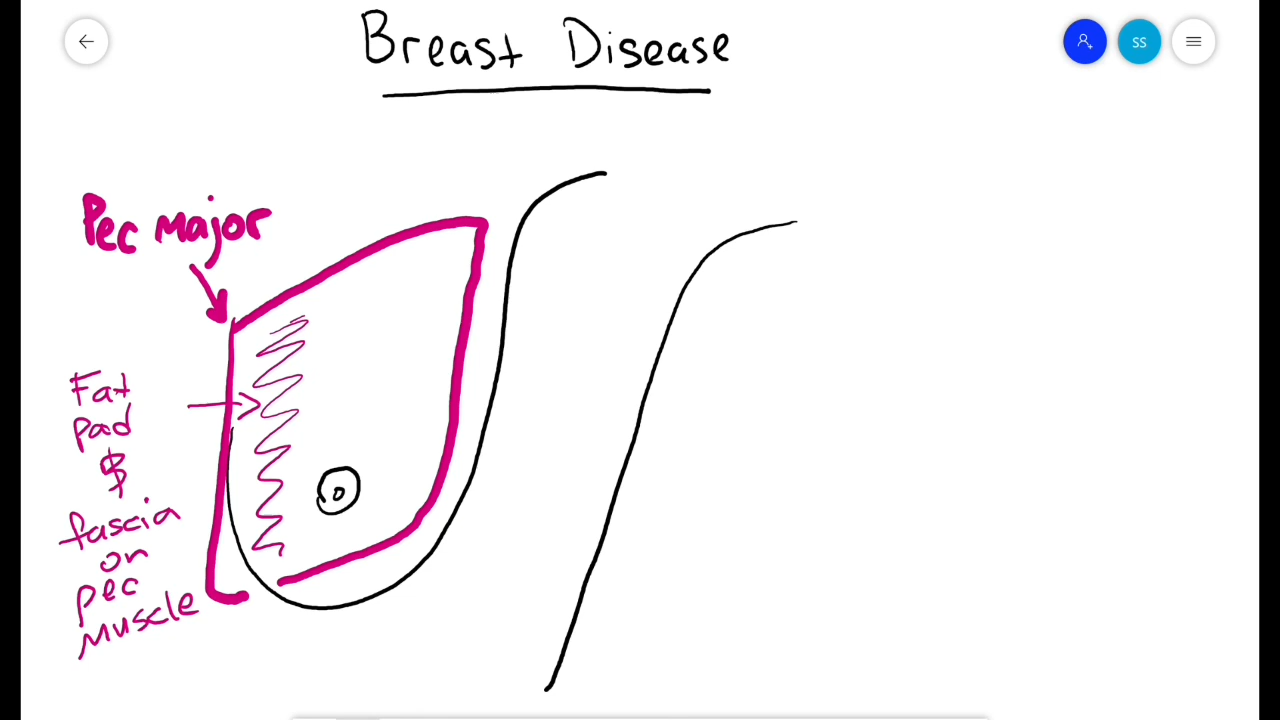 Breast Disease
SS
Pec Major
Fat
pad
$
fascia
on
pec
muscle